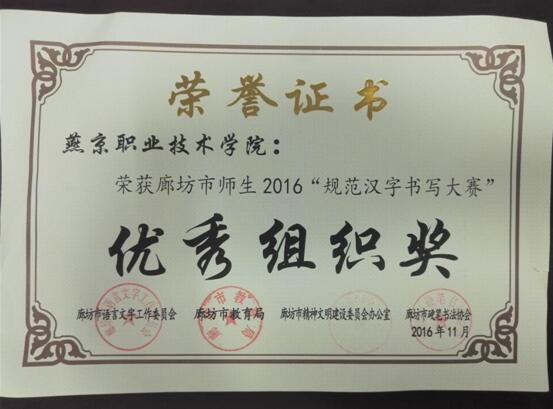 荣誉证书
燕京职业技术学院：
荣获廊坊市师生2016“规范汉字书写大赛”
优秀组织奖
廊坊市语言文字工作委员会 廊坊市教育局 廊坊市精神文明建设委员会办公室 廊坊市硬笔书法协会
2016年11月